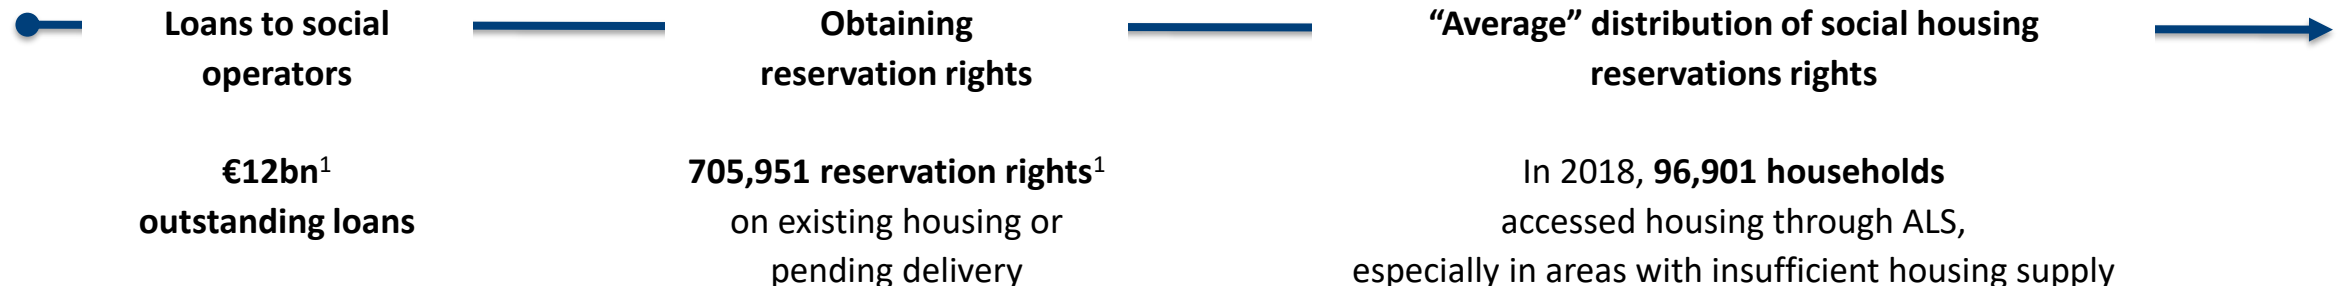 Loans to social
operators
€12bn¹
outstanding loans
Obtaining
reservation rights
705,951 reservation rights¹
on existing housing or
pending delivery
“Average” distribution of social housing
reservations rights
In 2018, 96,901 households
accessed housing through ALS,
especially in areas with insufficient housing supply